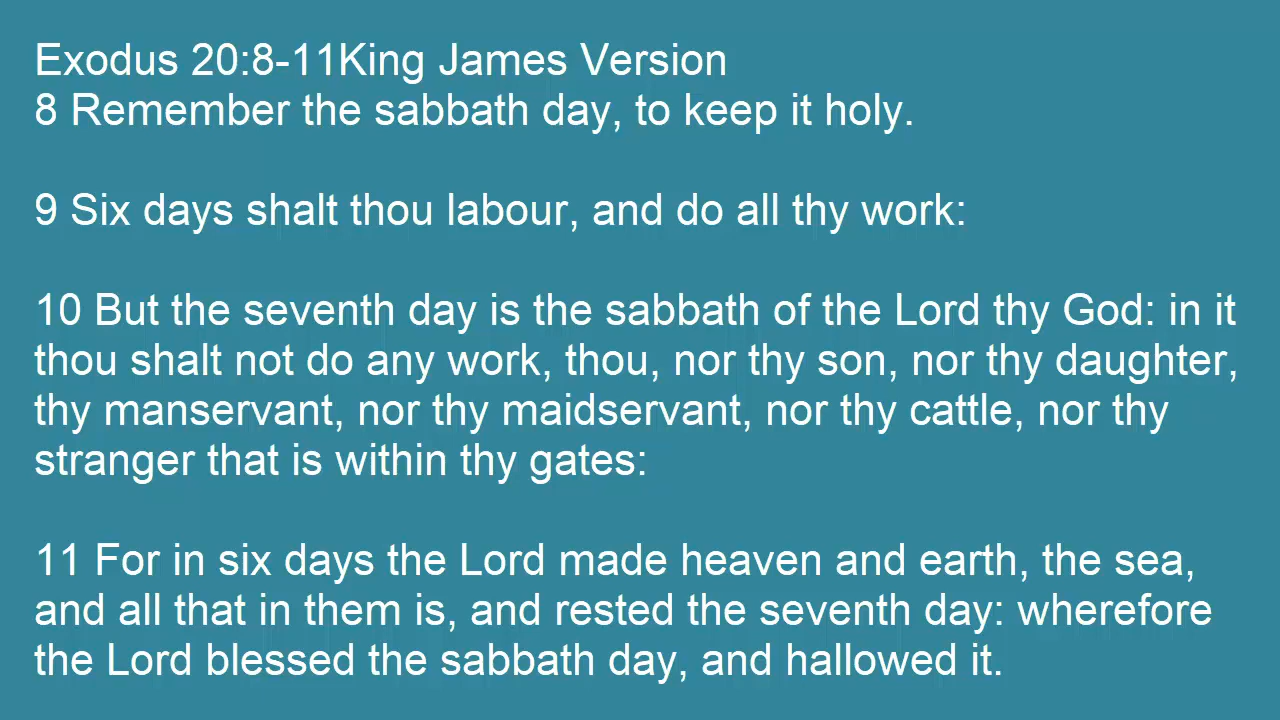 Exodus 20:8-11King James Version
8 Remember the sabbath day, to keep it holy.
9 Six days shalt thou labour, and do all thy work:
10 But the seventh day is the sabbath of the Lord thy God: in it
thou shalt not do any work, thou, nor thy son, nor thy daughter,
thy manservant, nor thy maidservant, nor thy cattle, nor thy
stranger that is within thy gates:
11 For in six days the Lord made heaven and earth, the sea,
and all that in them is, and rested the seventh day: wherefore
the Lord blessed the sabbath day, and hallowed it.